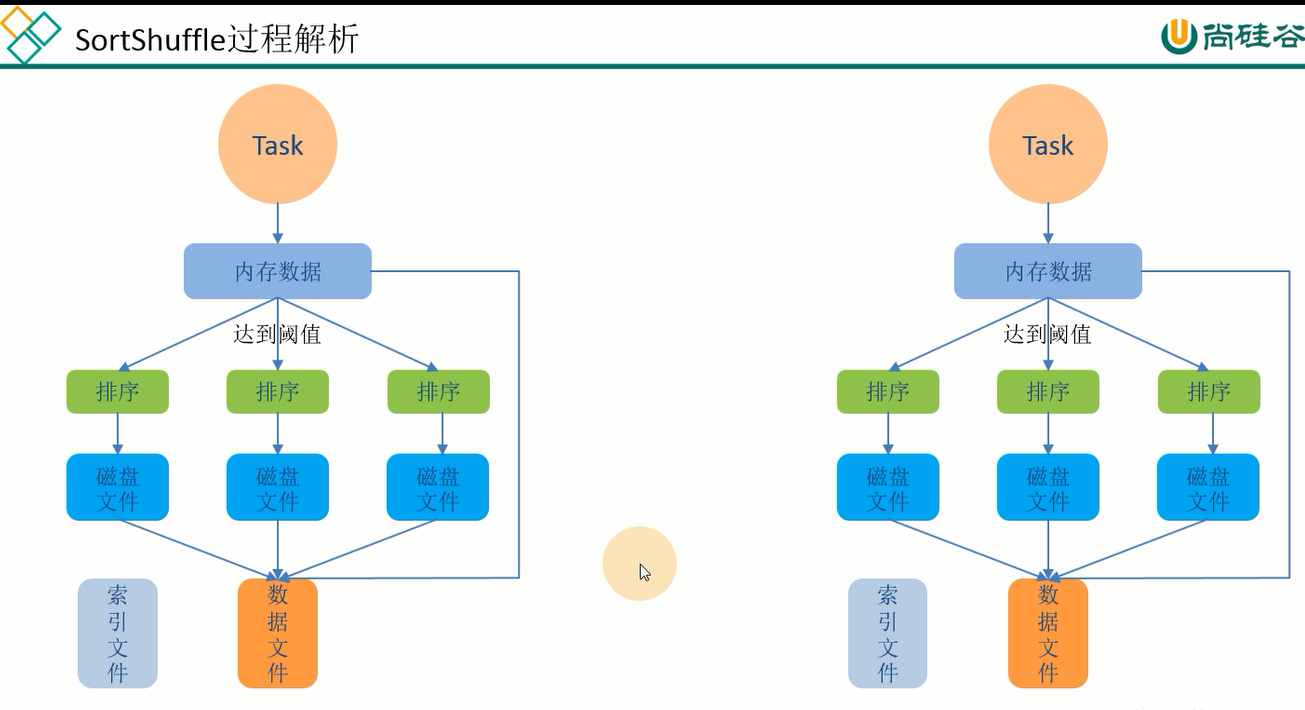 SortShuffle过程解析
尚硅谷
Task
Task
内存数据
内存数据
达到阈值
达到阈值
排序
排序
排序
排序
排序
排序
磁盘
文件
磁盘
文件
磁盘
文件
磁盘
文件
磁盘
文件
磁盘
文件
索
引
文
件
数
据
文
件
索
引
文
件
数
据
文
件